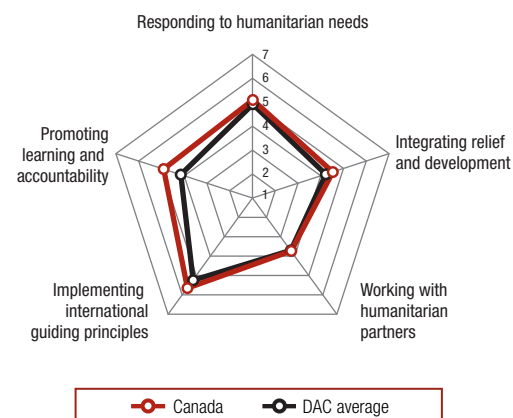 Responding to humanitarian needs
7
6
5
4
3
2
1
Promoting
learning and
accountability
Integrating relief
and development
Implementing
international
guiding principles
Working with
humanitarian
partners
Canada
DAC average